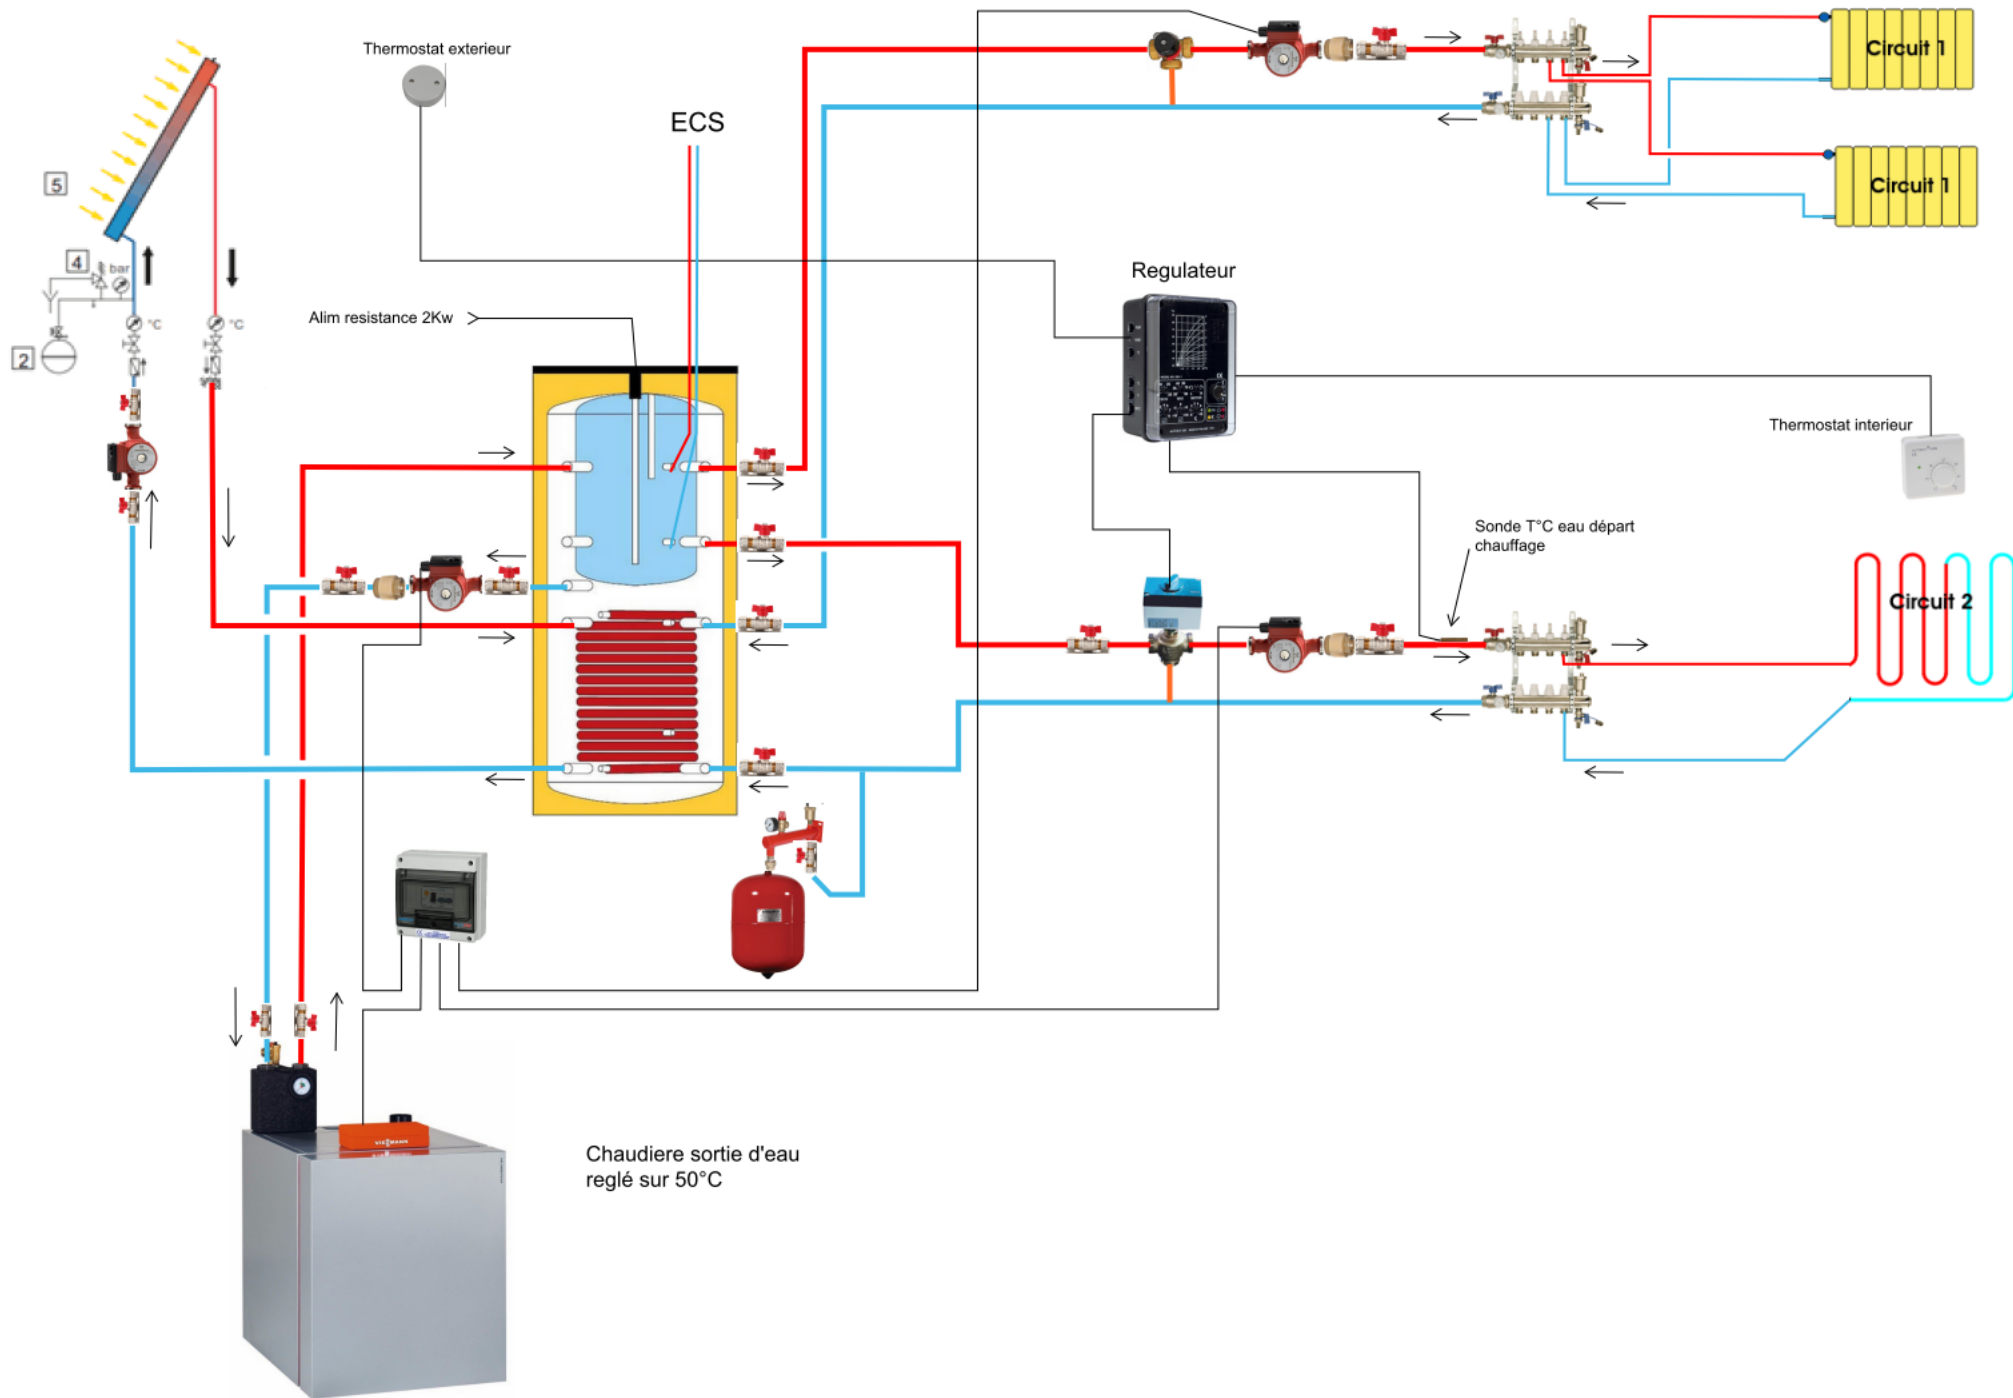 Thermostat exterieur
Circuit 1
ECS
5
Circuit 1
4
bar
Regulateur
°C
°C
Alim resistance 2Kw
2
Thermostat interieur
Sonde T°C eau départ
chauffage
Circuit 2
VIESMANN
Chaudiere sortie d'eau
reglé sur 50°C